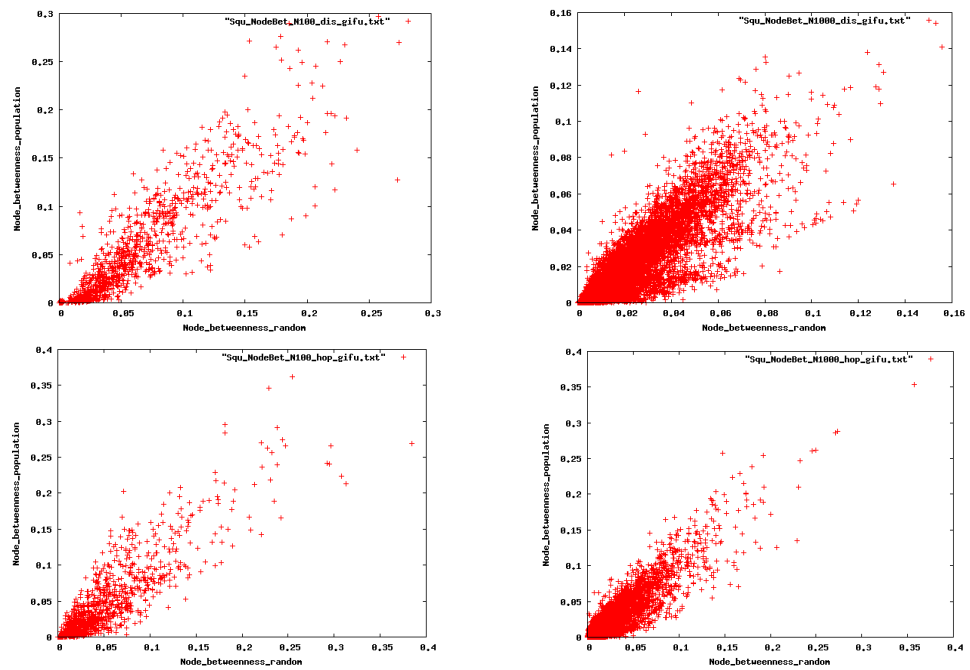 "Squ_NodeBet_N100_dis_gifu.txt"
0.3
0.25
0.2
0.15
0.1
0.05
0
Node_betweenness_population
0 0.05 0.1 0.15 0.2 0.25 0.3
Node_betweenness_random
"Squ_NodeBet_N1000_dis_gifu.txt"
0.16
0.14
0.12
0.1
0.08
0.06
0.04
0.02
0
Node_betweenness_population
0 0.02 0.04 0.06 0.08 0.1 0.12 0.14 0.16
Node_betweenness_random
"Squ_NodeBet_N100_hop_gifu.txt"
0.4
0.35
0.3
0.25
0.2
0.15
0.1
0.05
0
Node_betweenness_population
0 0.05 0.1 0.15 0.2 0.25 0.3 0.35 0.4
Node_betweenness_random
"Squ_NodeBet_N1000_hop_gifu.txt"
0.4
0.35
0.3
0.25
0.2
0.15
0.1
0.05
0
Node_betweenness_population
0 0.05 0.1 0.15 0.2 0.25 0.3 0.35 0.4
Node_betweenness_random